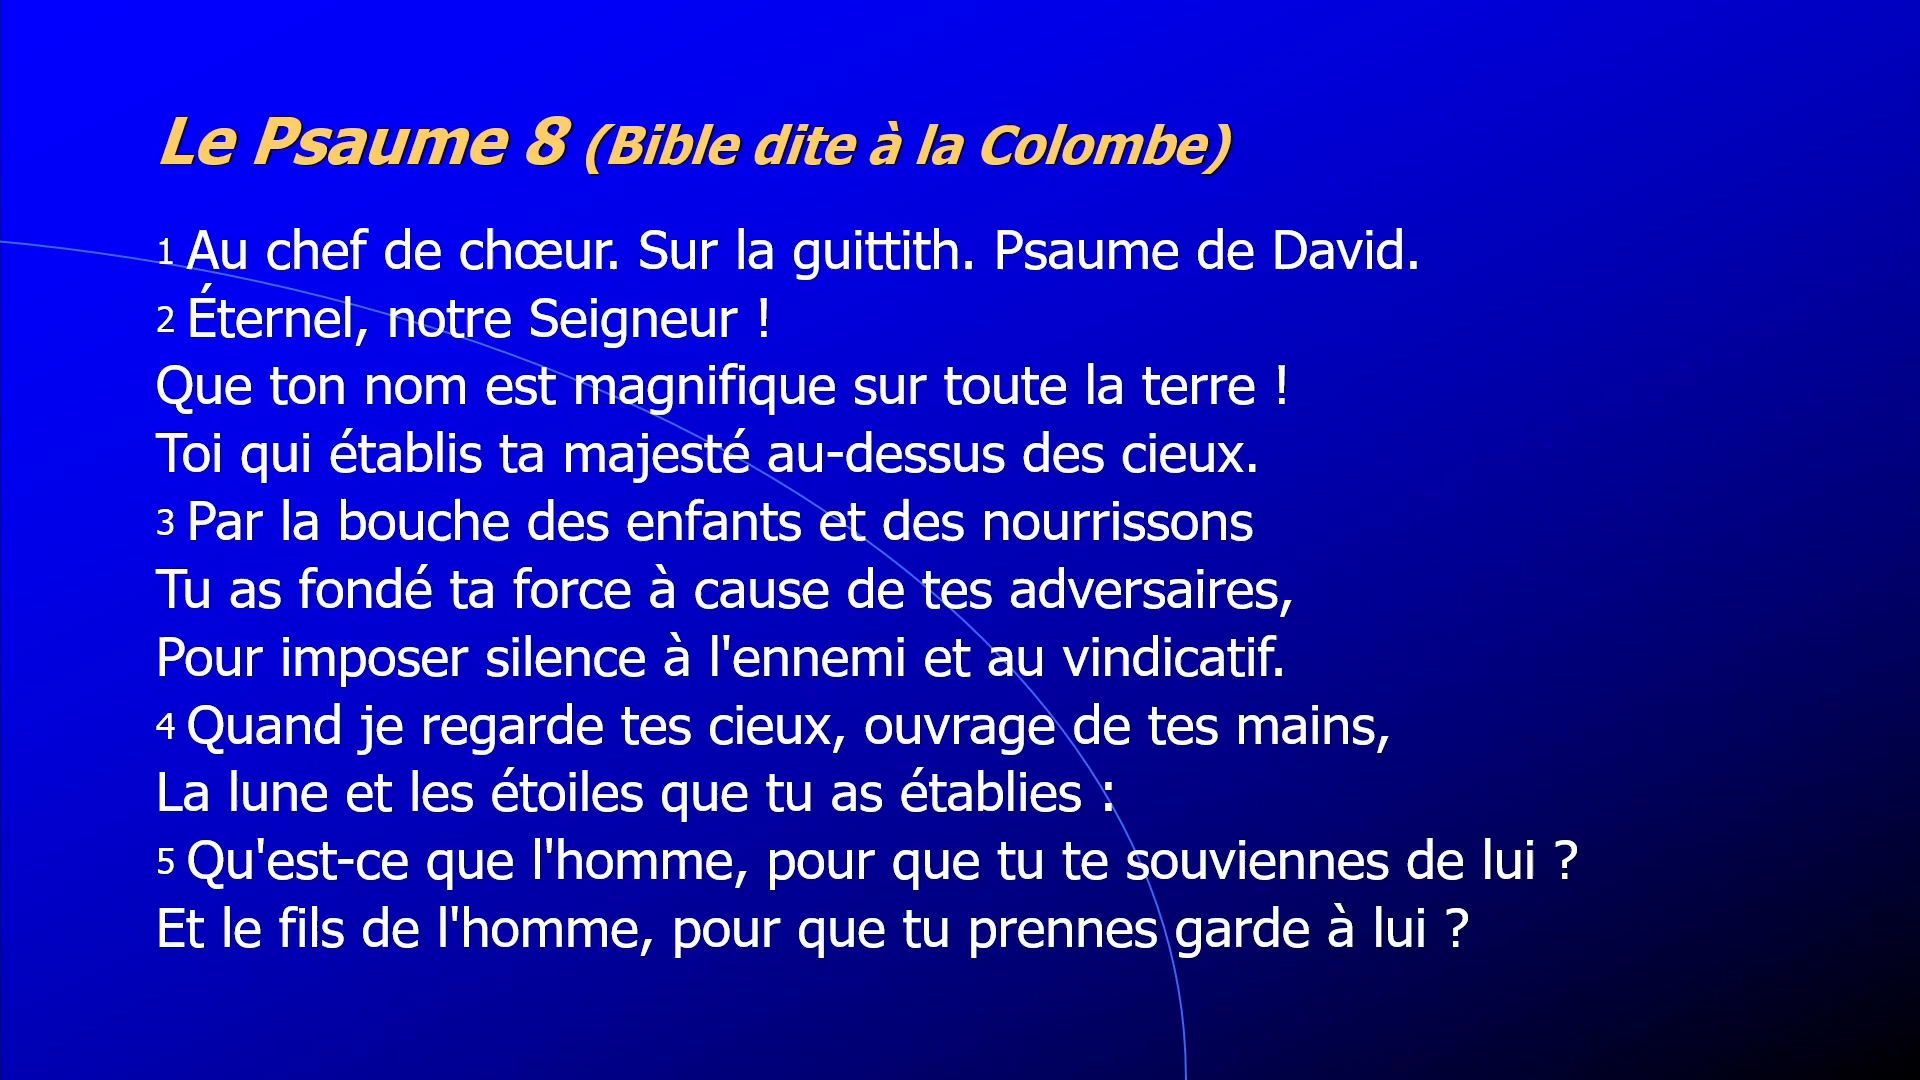 Le Psaume 8 (Bible dite à la Colombe)
1 Au chef de chœur. Sur la guittith. Psaume de David.
2 Éternel, notre Seigneur !
Que ton nom est magnifique sur toute la terre !
Toi qui établis ta majesté au-dessus des cieux.
3 Par la bouche des enfants et des nourrissons
Tu as fondé ta force à cause de tes adversaires,
Pour imposer silence à l'ennemi et au vindicatif.
4 Quand je regarde tes cieux, ouvrage de tes mains,
La lune et les étoiles que tu as établies :
5 Qu'est-ce que l'homme, pour que tu te souviennes de lui ?
Et le fils de l'homme, pour que tu prennes garde à lui ?